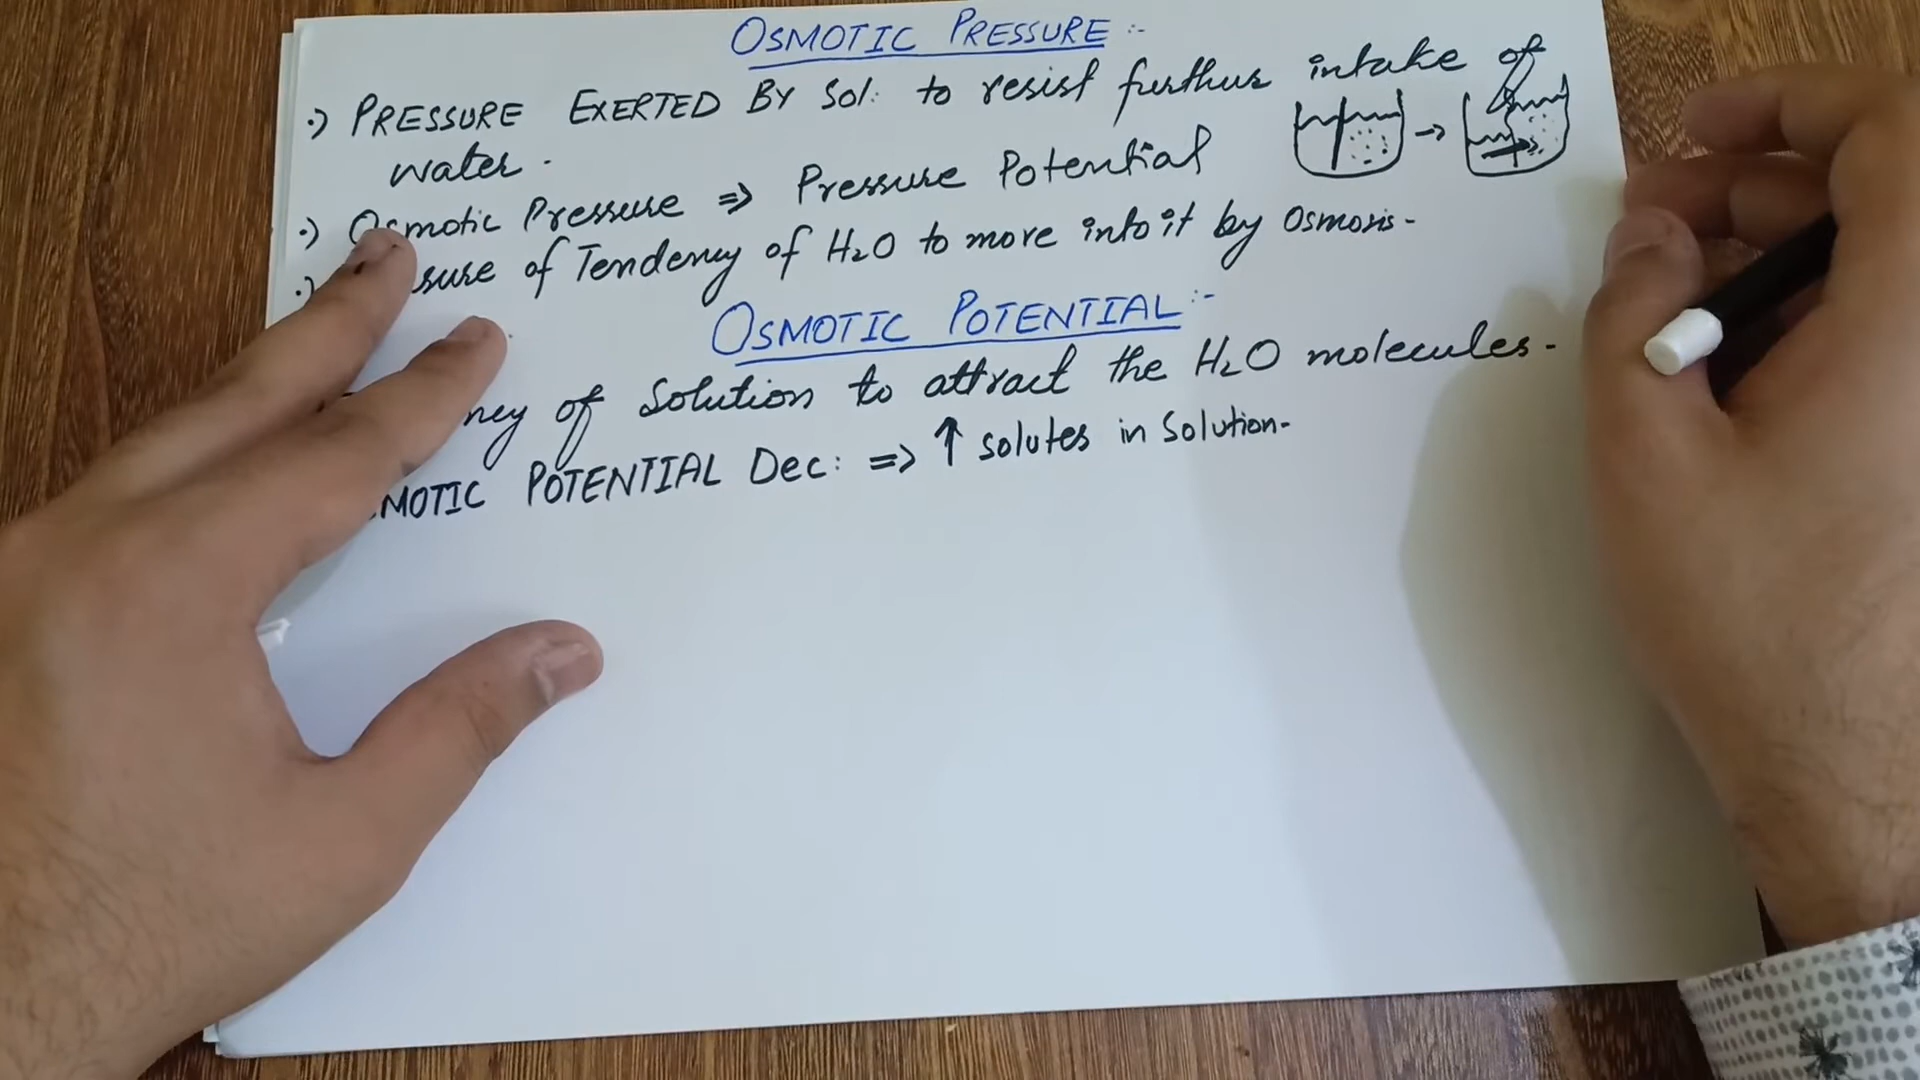 OSMOTIC PRESSURE :-
·) PRESSURE EXERTED BY Sol: to resist further intake of
water.
·) Osmotic Pressure => Pressure Potential
·) sure of Tendency of H₂O to move into it by Osmosis-
OSMOTIC POTENTIAL :-
ncy of Solution to attract the H₂O molecules-
MOTIC POTENTIAL Dec: => ↑ solutes in Solution-